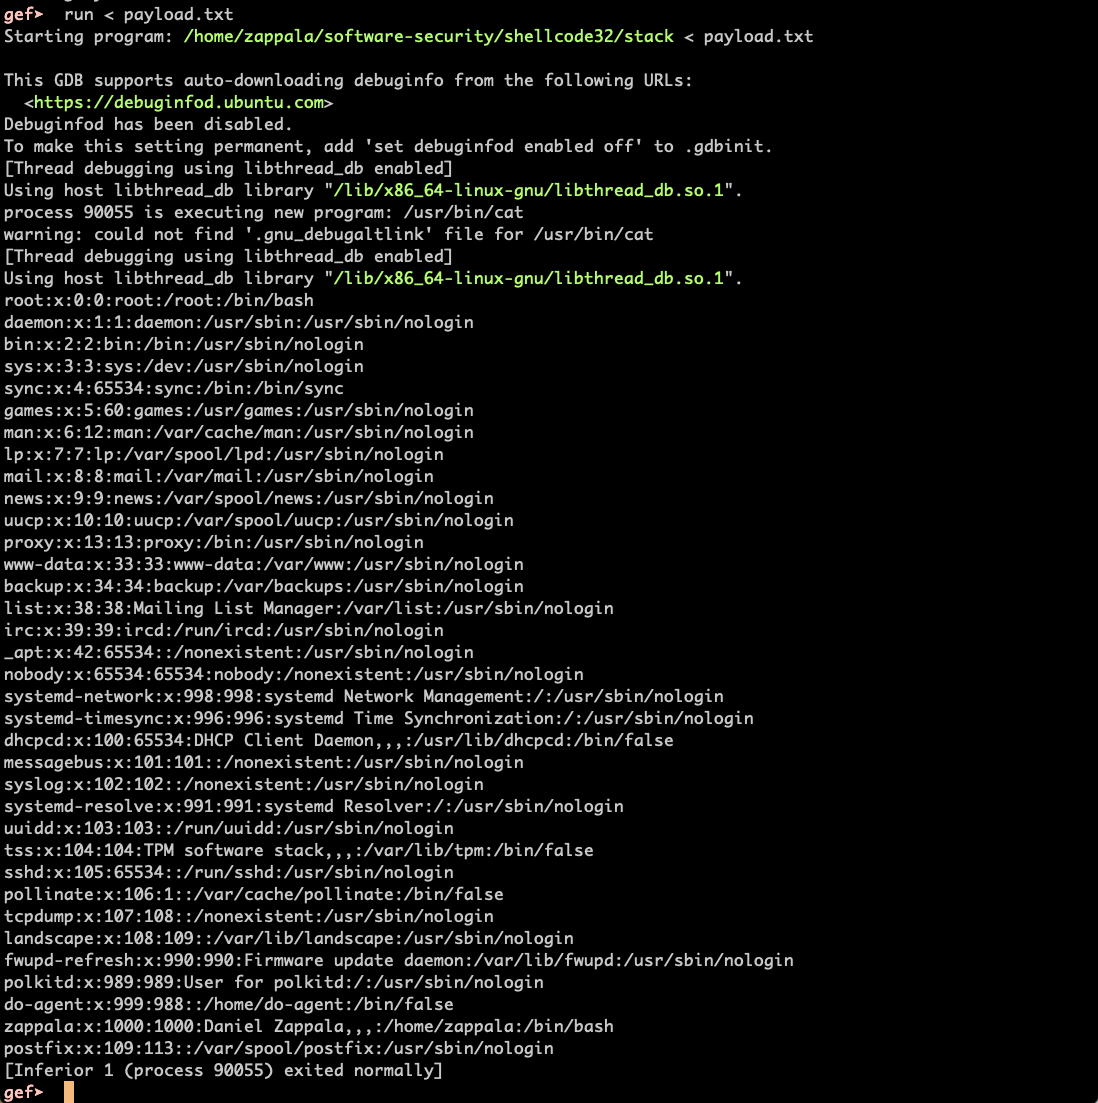 gef➤  run < payload.txt
Starting program: /home/zappala/software-security/shellcode32/stack < payload.txt

This GDB supports auto-downloading debuginfo from the following URLs:
  <https://debuginfod.ubuntu.com>
Debuginfod has been disabled.
To make this setting permanent, add 'set debuginfod enabled off' to .gdbinit.
[Thread debugging using libthread_db enabled]
Using host libthread_db library "/lib/x86_64-linux-gnu/libthread_db.so.1".
process 90055 is executing new program: /usr/bin/cat
warning: could not find '.gnu_debugaltlink' file for /usr/bin/cat
[Thread debugging using libthread_db enabled]
Using host libthread_db library "/lib/x86_64-linux-gnu/libthread_db.so.1".
root:x:0:0:root:/root:/bin/bash
daemon:x:1:1:daemon:/usr/sbin:/usr/sbin/nologin
bin:x:2:2:bin:/bin:/usr/sbin/nologin
sys:x:3:3:sys:/dev:/usr/sbin/nologin
sync:x:4:65534:sync:/bin:/bin/sync
games:x:5:60:games:/usr/games:/usr/sbin/nologin
man:x:6:12:man:/var/cache/man:/usr/sbin/nologin
lp:x:7:7:lp:/var/spool/lpd:/usr/sbin/nologin
mail:x:8:8:mail:/var/mail:/usr/sbin/nologin
news:x:9:9:news:/var/spool/news:/usr/sbin/nologin
uucp:x:10:10:uucp:/var/spool/uucp:/usr/sbin/nologin
proxy:x:13:13:proxy:/bin:/usr/sbin/nologin
www-data:x:33:33:www-data:/var/www:/usr/sbin/nologin
backup:x:34:34:backup:/var/backups:/usr/sbin/nologin
list:x:38:38:Mailing List Manager:/var/list:/usr/sbin/nologin
irc:x:39:39:ircd:/run/ircd:/usr/sbin/nologin
_apt:x:42:65534::/nonexistent:/usr/sbin/nologin
nobody:x:65534:65534:nobody:/nonexistent:/usr/sbin/nologin
systemd-network:x:998:998:systemd Network Management:/:/usr/sbin/nologin
systemd-timesync:x:996:996:systemd Time Synchronization:/:/usr/sbin/nologin
dhcpcd:x:100:65534:DHCP Client Daemon,,,:/usr/lib/dhcpcd:/bin/false
messagebus:x:101:101::/nonexistent:/usr/sbin/nologin
syslog:x:102:102::/nonexistent:/usr/sbin/nologin
systemd-resolve:x:991:991:systemd Resolver:/:/usr/sbin/nologin
uuidd:x:103:103::/run/uuidd:/usr/sbin/nologin
tss:x:104:104:TPM software stack,,,:/var/lib/tpm:/bin/false
sshd:x:105:65534::/run/sshd:/usr/sbin/nologin
pollinate:x:106:1::/var/cache/pollinate:/bin/false
tcpdump:x:107:108::/nonexistent:/usr/sbin/nologin
landscape:x:108:109::/var/lib/landscape:/usr/sbin/nologin
fwupd-refresh:x:990:990:Firmware update daemon:/var/lib/fwupd:/usr/sbin/nologin
polkitd:x:989:989:User for polkitd:/:/usr/sbin/nologin
do-agent:x:999:988::/home/do-agent:/bin/false
zappala:x:1000:1000:Daniel Zappala,,,:/home/zappala:/bin/bash
postfix:x:109:113::/var/spool/postfix:/usr/sbin/nologin
[Inferior 1 (process 90055) exited normally]
gef➤